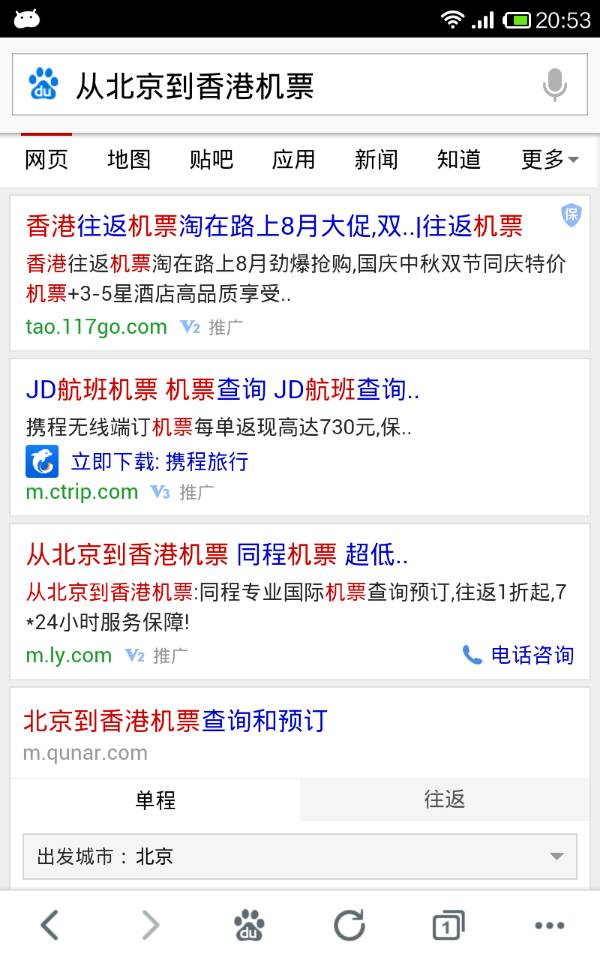 20:53
du 从北京到香港机票
网页 地图 贴吧 应用 新闻 知道 更多
香港往返机票淘在路上8月大促,双..|往返机票
保
香港往返机票淘在路上8月劲爆抢购,国庆中秋双节同庆特价
机票+3-5星酒店高品质享受..
tao.117go.com V2 推广
JD航班机票 机票查询 JD航班查询..
携程无线端订机票每单返现高达730元,保..
立即下载: 携程旅行
m.ctrip.com V3 推广
从北京到香港机票 同程机票 超低..
从北京到香港机票:同程专业国际机票查询预订,往返1折起,7
*24小时服务保障!
m.ly.com V2 推广 电话咨询
北京到香港机票查询和预订
m.qunar.com
单程 往返
出发城市：北京
du 1